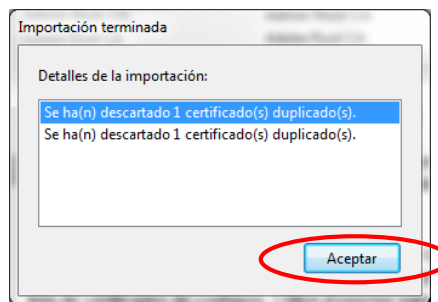 Importación terminada
Detalles de la importación:
Se ha(n) descartado 1 certificado(s) duplicado(s).
Se ha(n) descartado 1 certificado(s) duplicado(s).
Aceptar